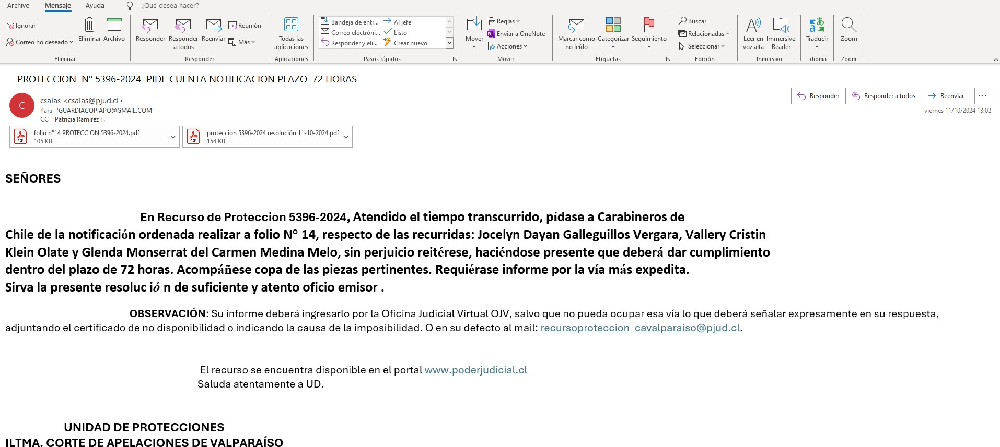 Archivo Mensaje Ayuda ¿Qué desea hacer?
Ignorar
Correo no deseado
Eliminar
Archivo
Eliminar
Responder
Responder a todos
Reenviar
Reunión
Más
Responder
Todas las aplicaciones
Aplicaciones
Bandeja de entr... Al jefe
Correo electróni... Listo
Responder y eli... Crear nuevo
Pasos rápidos
Mover
Reglas
Enviar a OneNote
Acciones
Mover
Marcar como no leído
Categorizar
Seguimiento
Etiquetas
Buscar
Relacionadas
Seleccionar
Edición
Leer en voz alta
Immersive Reader
Inmersivo
Traducir
Idioma
Zoom
Zoom
PROTECCION N° 5396-2024 PIDE CUENTA NOTIFICACION PLAZO 72 HORAS
C
csalas <csalas@pjud.cl>
Para 'GUARDIACOPIAPO@GMAIL.COM'
CC 'Patricia Ramirez F.'
Responder Responder a todos Reenviar ...
viernes 11/10/2024 13:02
PDF folio n°14 PROTECCION 5396-2024.pdf
105 KB
PDF proteccion 5396-2024 resolución 11-10-2024.pdf
154 KB
SEÑORES
En Recurso de Proteccion 5396-2024, Atendido el tiempo transcurrido, pídase a Carabineros de
Chile de la notificación ordenada realizar a folio N° 14, respecto de las recurridas: Jocelyn Dayan Galleguillos Vergara, Vallery Cristin
Klein Olate y Glenda Monserrat del Carmen Medina Melo, sin perjuicio reitérese, haciéndose presente que deberá dar cumplimiento
dentro del plazo de 72 horas. Acompáñese copa de las piezas pertinentes. Requiérase informe por la vía más expedita.
Sirva la presente resoluc ió n de suficiente y atento oficio emisor .
OBSERVACIÓN: Su informe deberá ingresarlo por la Oficina Judicial Virtual OJV, salvo que no pueda ocupar esa vía lo que deberá señalar expresamente en su respuesta,
adjuntando el certificado de no disponibilidad o indicando la causa de la imposibilidad. O en su defecto al mail: recursoproteccion_cavalparaiso@pjud.cl.
El recurso se encuentra disponible en el portal www.poderjudicial.cl
Saluda atentamente a UD.
UNIDAD DE PROTECCIONES
ILTMA. CORTE DE APELACIONES DE VALPARAÍSO